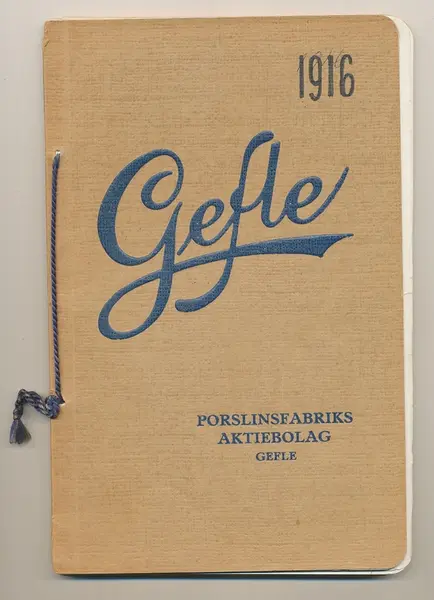 1916
Gefle
PORSLINSFABRIKS
AKTIEBOLAG
GEFLE